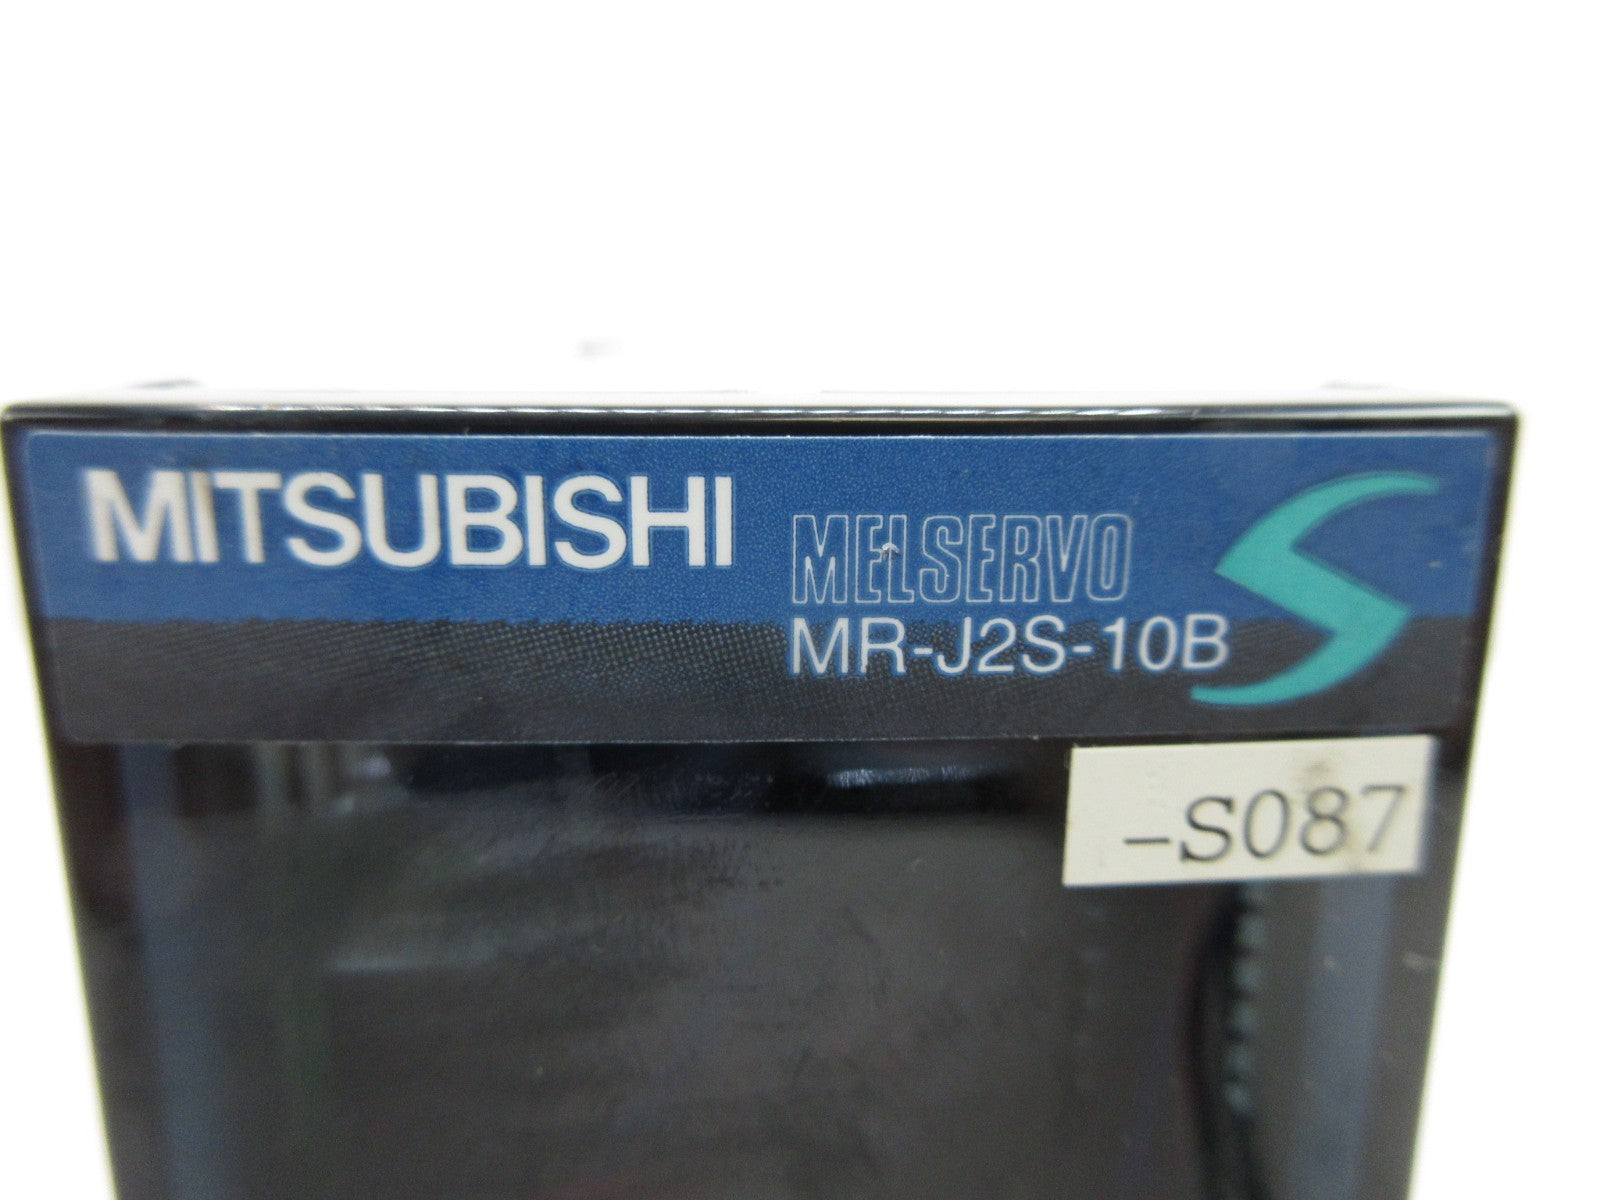 MITSUBISHI
MELSERVO
MR-J2S-10B
-S087